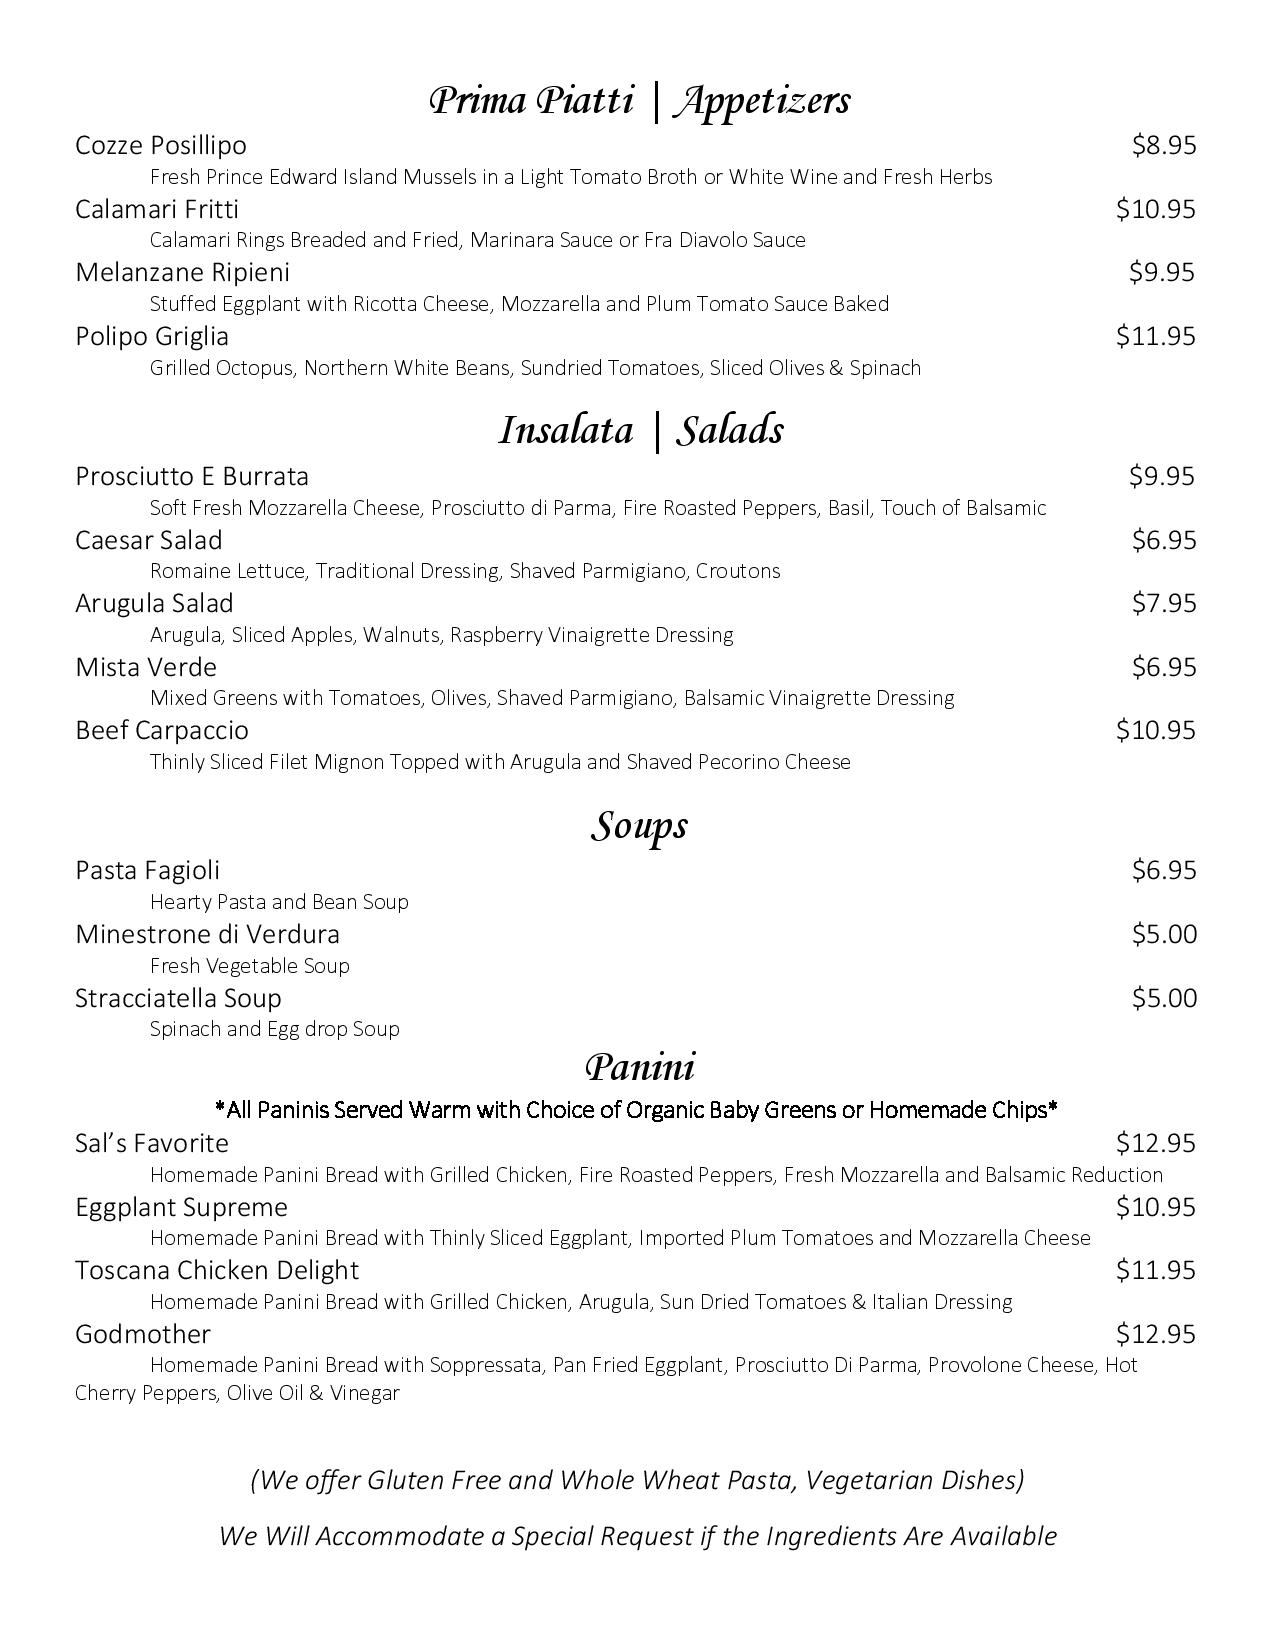 Prima Piatti | Appetizers
Cozze Posillipo $8.95
Fresh Prince Edward Island Mussels in a Light Tomato Broth or White Wine and Fresh Herbs
Calamari Fritti $10.95
Calamari Rings Breaded and Fried, Marinara Sauce or Fra Diavolo Sauce
Melanzane Ripieni $9.95
Stuffed Eggplant with Ricotta Cheese, Mozzarella and Plum Tomato Sauce Baked
Polipo Griglia $11.95
Grilled Octopus, Northern White Beans, Sundried Tomatoes, Sliced Olives & Spinach
Insalata | Salads
Prosciutto E Burrata $9.95
Soft Fresh Mozzarella Cheese, Prosciutto di Parma, Fire Roasted Peppers, Basil, Touch of Balsamic
Caesar Salad $6.95
Romaine Lettuce, Traditional Dressing, Shaved Parmigiano, Croutons
Arugula Salad $7.95
Arugula, Sliced Apples, Walnuts, Raspberry Vinaigrette Dressing
Mista Verde $6.95
Mixed Greens with Tomatoes, Olives, Shaved Parmigiano, Balsamic Vinaigrette Dressing
Beef Carpaccio $10.95
Thinly Sliced Filet Mignon Topped with Arugula and Shaved Pecorino Cheese
Soups
Pasta Fagioli $6.95
Hearty Pasta and Bean Soup
Minestrone di Verdura $5.00
Fresh Vegetable Soup
Stracciatella Soup $5.00
Spinach and Egg drop Soup
Panini
*All Paninis Served Warm with Choice of Organic Baby Greens or Homemade Chips*
Sal’s Favorite $12.95
Homemade Panini Bread with Grilled Chicken, Fire Roasted Peppers, Fresh Mozzarella and Balsamic Reduction
Eggplant Supreme $10.95
Homemade Panini Bread with Thinly Sliced Eggplant, Imported Plum Tomatoes and Mozzarella Cheese
Toscana Chicken Delight $11.95
Homemade Panini Bread with Grilled Chicken, Arugula, Sun Dried Tomatoes & Italian Dressing
Godmother $12.95
Homemade Panini Bread with Soppressata, Pan Fried Eggplant, Prosciutto Di Parma, Provolone Cheese, Hot
Cherry Peppers, Olive Oil & Vinegar
(We offer Gluten Free and Whole Wheat Pasta, Vegetarian Dishes)
We Will Accommodate a Special Request if the Ingredients Are Available